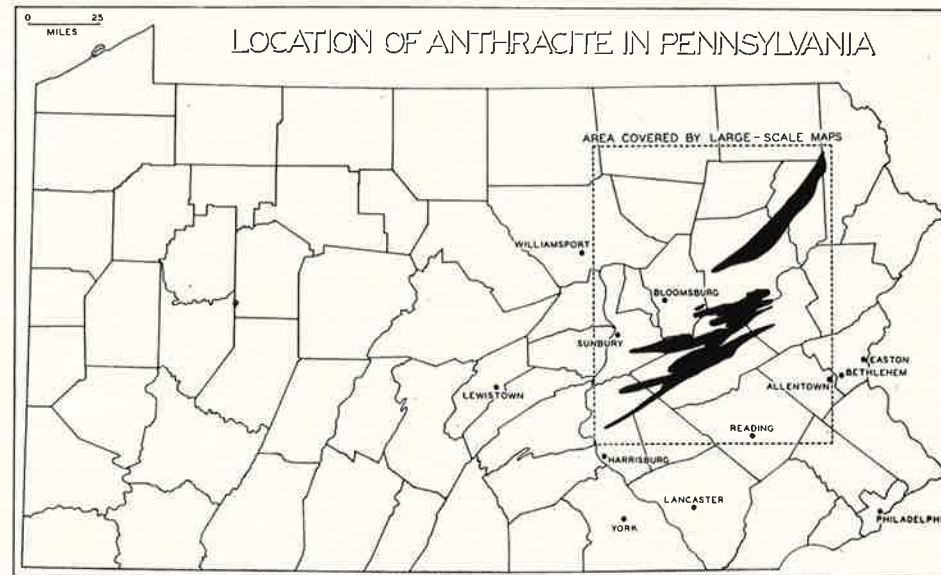 0 25
MILES
LOCATION OF ANTHRACITE IN PENNSYLVANIA
AREA COVERED BY LARGE-SCALE MAPS
WILLIAMSPORT
BLOOMSBURG
SUNBURY
EASTON
BETHLEHEM
ALLENTOWN
LEWISTOWN
READING
HARRISBURG
LANCASTER
YORK
PHILADELPHI